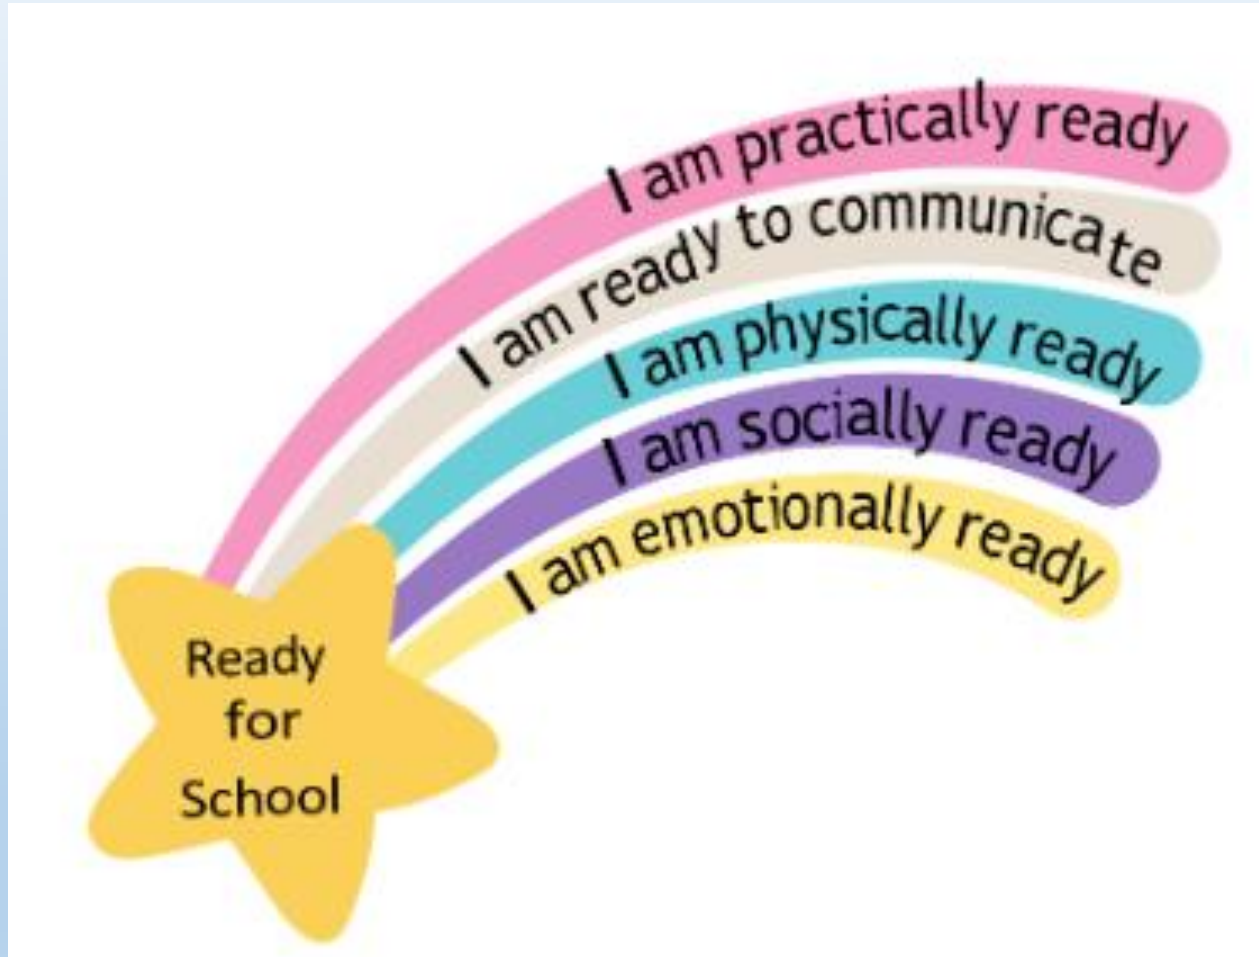 I am practically ready
I am ready to communicate
I am physically ready
I am socially ready
I am emotionally ready
Ready
for
School